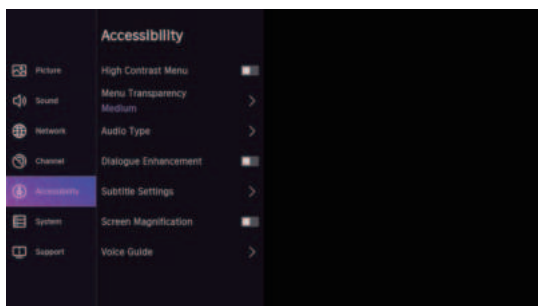 Accessibility
Picture
High Contrast Menu
Sound
Menu Transparency
Medium
Network
Audio Type
Channel
Dialogue Enhancement
Accessibility
Subtitle Settings
System
Screen Magnification
Support
Voice Guide